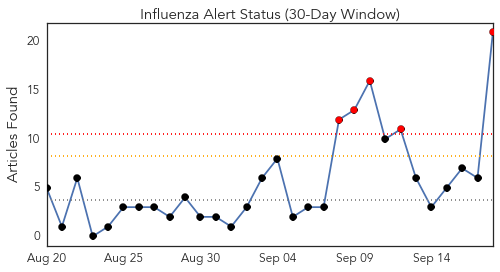 Influenza Alert Status (30-Day Window)
Articles Found
20
15
10
5
0
Aug 20
Aug 25
Aug 30
Sep 04
Sep 09
Sep 14